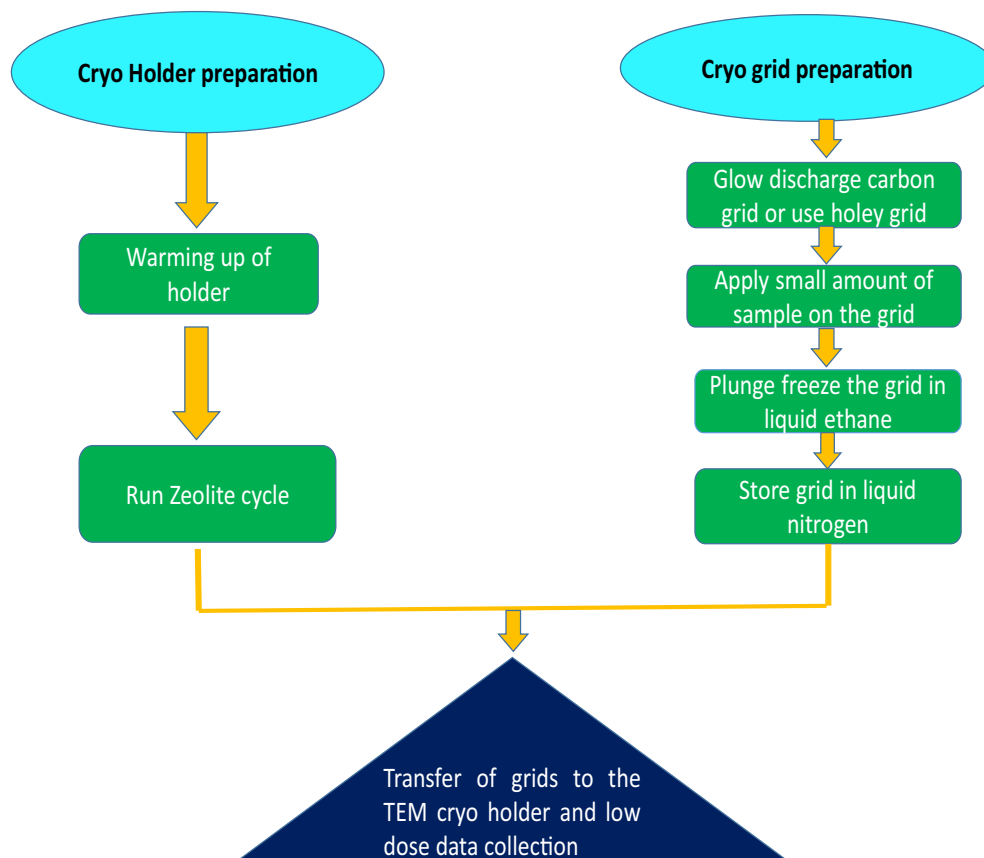 Cryo Holder preparation
Warming up of
holder
Run Zeolite cycle
Cryo grid preparation
Glow discharge carbon
grid or use holey grid
Apply small amount of
sample on the grid
Plunge freeze the grid in
liquid ethane
Store grid in liquid
nitrogen
Transfer of grids to the
TEM cryo holder and low
dose data collection